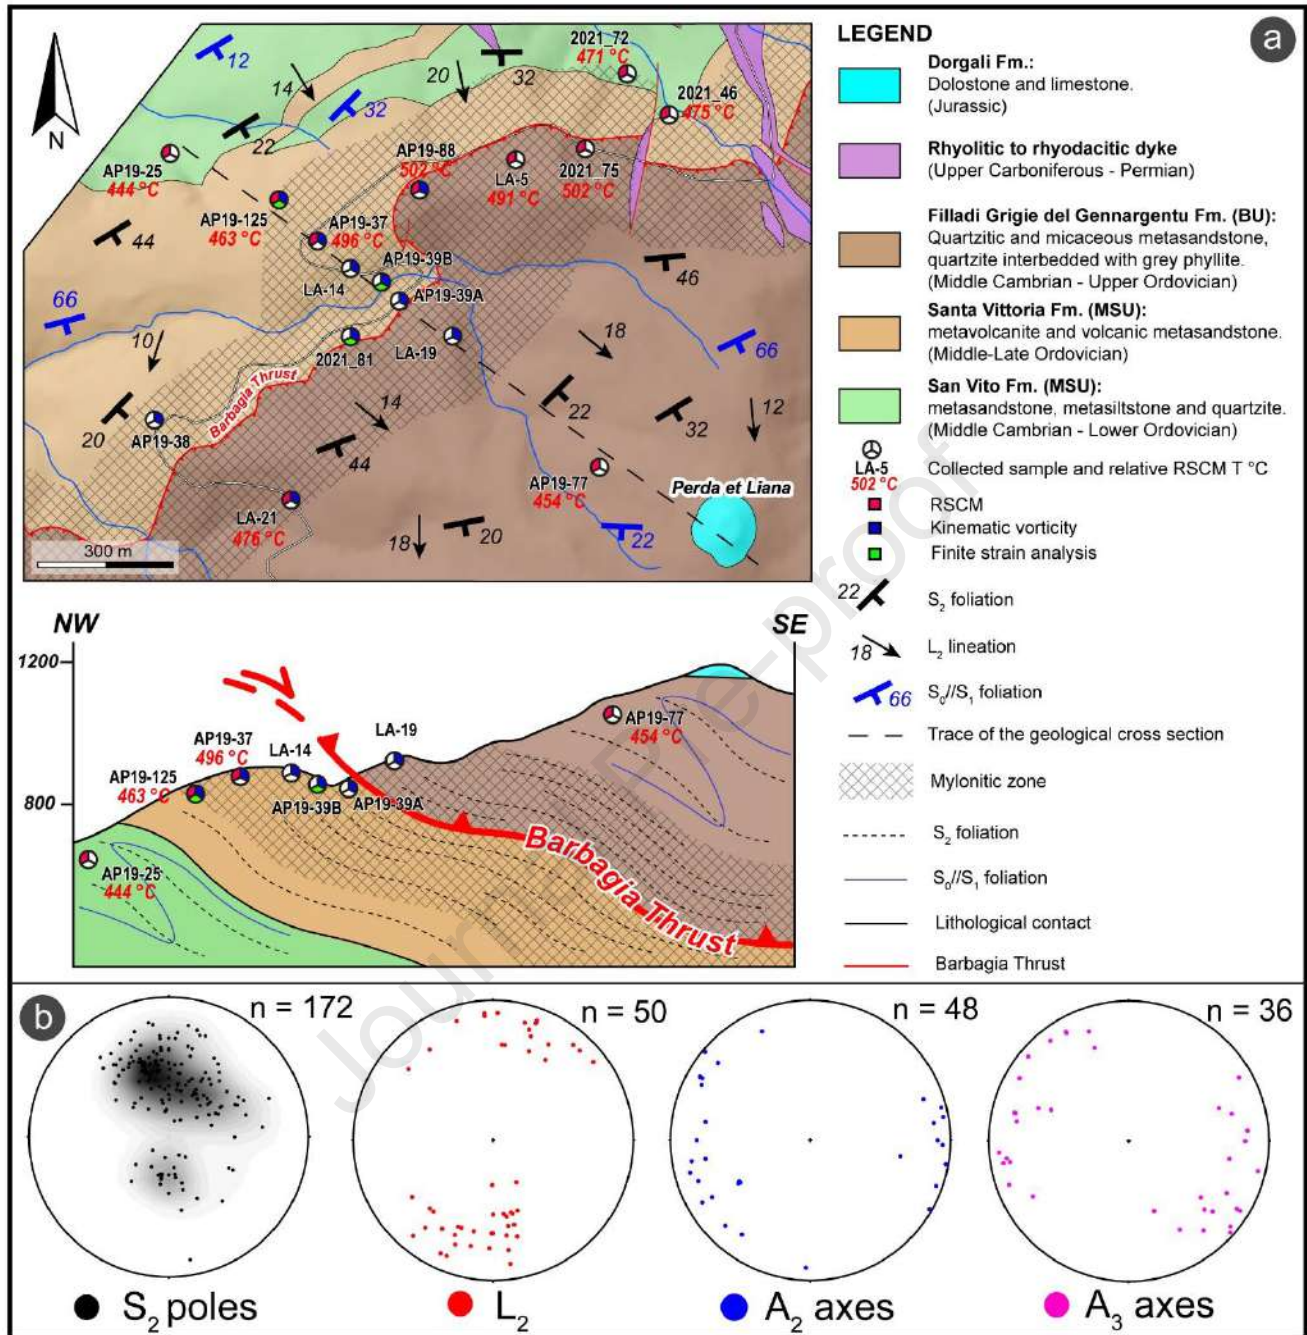 a
N
12
14
20
32
2021_72
471 °C
32
22
2021_46
475 °C
AP19-25
444 °C
AP19-88
502 °C
LA-5
491 °C
2021_75
502 °C
AP19-125
463 °C
AP19-37
496 °C
44
AP19-39B
LA-14
AP19-39A
46
66
10
2021_81
LA-19
18
66
Barbagia Thrust
14
22
32
12
20
AP19-38
44
AP19-77
454 °C
Perda et Liana
LA-21
476 °C
18
20
22
300 m
LEGEND
Dorgali Fm.:
Dolostone and limestone.
(Jurassic)
Rhyolitic to rhyodacitic dyke
(Upper Carboniferous - Permian)
Filladi Grigie del Gennargentu Fm. (BU):
Quartzitic and micaceous metasandstone,
quartzite interbedded with grey phyllite.
(Middle Cambrian - Upper Ordovician)
Santa Vittoria Fm. (MSU):
metavolcanite and volcanic metasandstone.
(Middle-Late Ordovician)
San Vito Fm. (MSU):
metasandstone, metasiltstone and quartzite.
(Middle Cambrian - Lower Ordovician)
LA-5
502 °C
Collected sample and relative RSCM T °C
RSCM
Kinematic vorticity
Finite strain analysis
22 S₂ foliation
18 L₂ lineation
66 S₀//S₁ foliation
Trace of the geological cross section
Mylonitic zone
S₂ foliation
S₀//S₁ foliation
Lithological contact
Barbagia Thrust
NW
SE
1200
800
AP19-37
496 °C
LA-14
LA-19
AP19-77
454 °C
AP19-125
463 °C
AP19-39B
AP19-39A
AP19-25
444 °C
Barbagia Thrust
Journal Pre-proof
b
n = 172
n = 50
n = 48
n = 36
S₂ poles
L₂
A₂ axes
A₃ axes